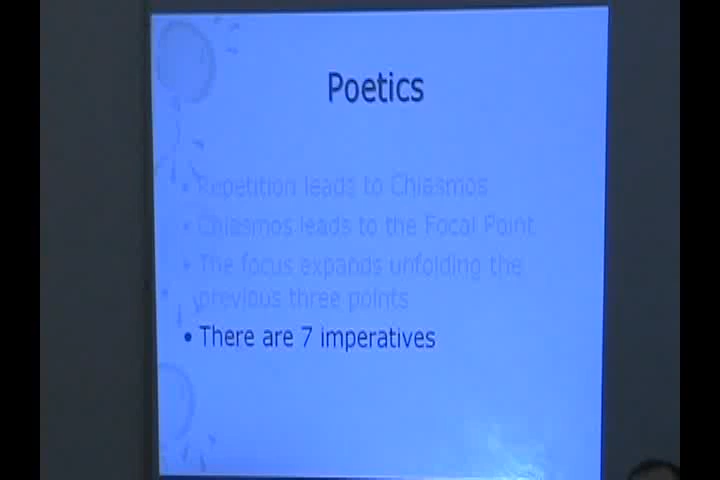 Poetics
• Repetition leads to Chiasmos
• Chiasmos leads to the Focal Point
• The focus expands unfolding the
previous three points
• There are 7 imperatives